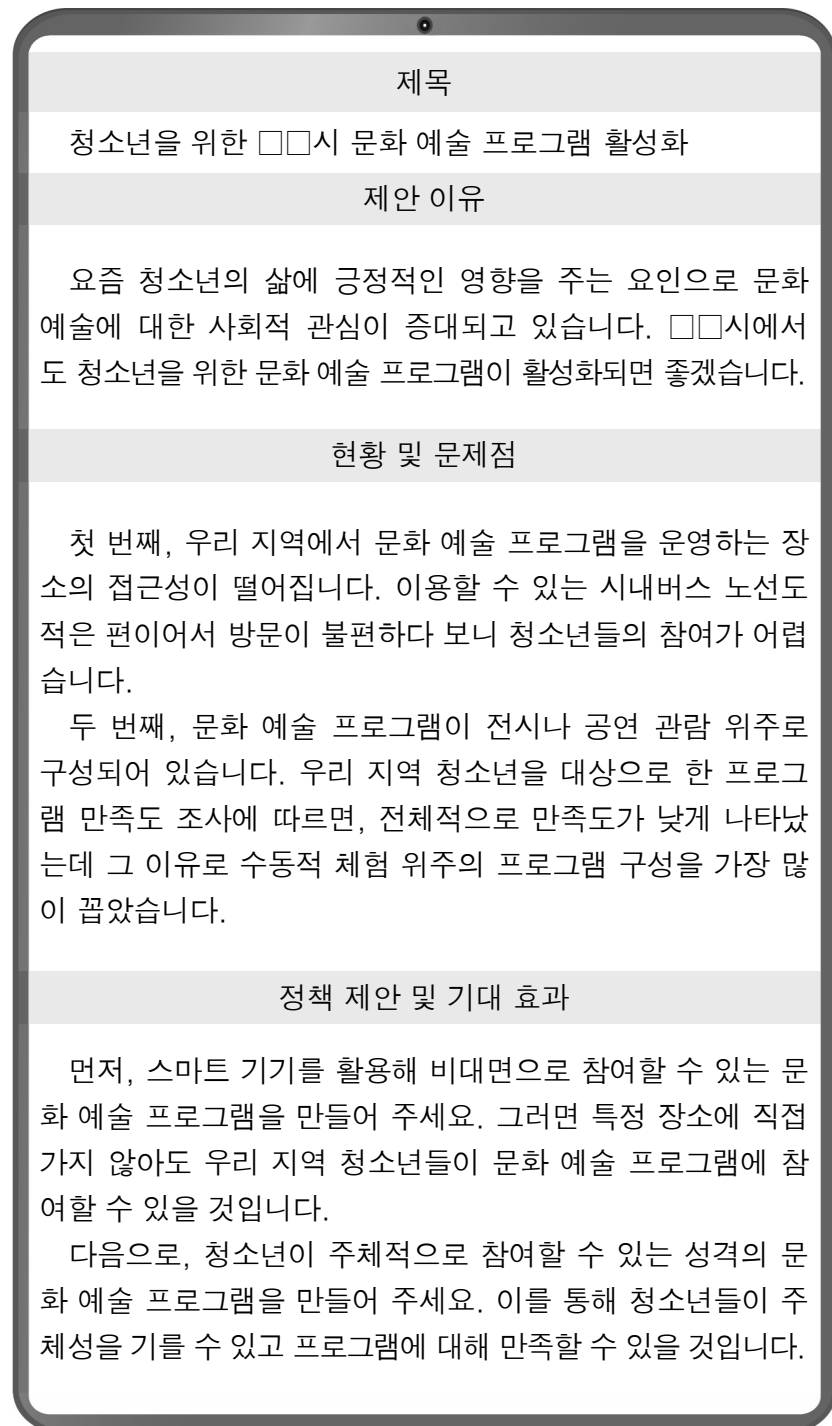 제목
청소년을 위한 □□시 문화 예술 프로그램 활성화
제안 이유
요즘 청소년의 삶에 긍정적인 영향을 주는 요인으로 문화
예술에 대한 사회적 관심이 증대되고 있습니다. □□시에서
도 청소년을 위한 문화 예술 프로그램이 활성화되면 좋겠습니다.
현황 및 문제점
첫 번째, 우리 지역에서 문화 예술 프로그램을 운영하는 장
소의 접근성이 떨어집니다. 이용할 수 있는 시내버스 노선도
적은 편이어서 방문이 불편하다 보니 청소년들의 참여가 어렵
습니다.
두 번째, 문화 예술 프로그램이 전시나 공연 관람 위주로
구성되어 있습니다. 우리 지역 청소년을 대상으로 한 프로그
램 만족도 조사에 따르면, 전체적으로 만족도가 낮게 나타났
는데 그 이유로 수동적 체험 위주의 프로그램 구성을 가장 많
이 꼽았습니다.
정책 제안 및 기대 효과
먼저, 스마트 기기를 활용해 비대면으로 참여할 수 있는 문
화 예술 프로그램을 만들어 주세요. 그러면 특정 장소에 직접
가지 않아도 우리 지역 청소년들이 문화 예술 프로그램에 참
여할 수 있을 것입니다.
다음으로, 청소년이 주체적으로 참여할 수 있는 성격의 문
화 예술 프로그램을 만들어 주세요. 이를 통해 청소년들이 주
체성을 기를 수 있고 프로그램에 대해 만족할 수 있을 것입니다.